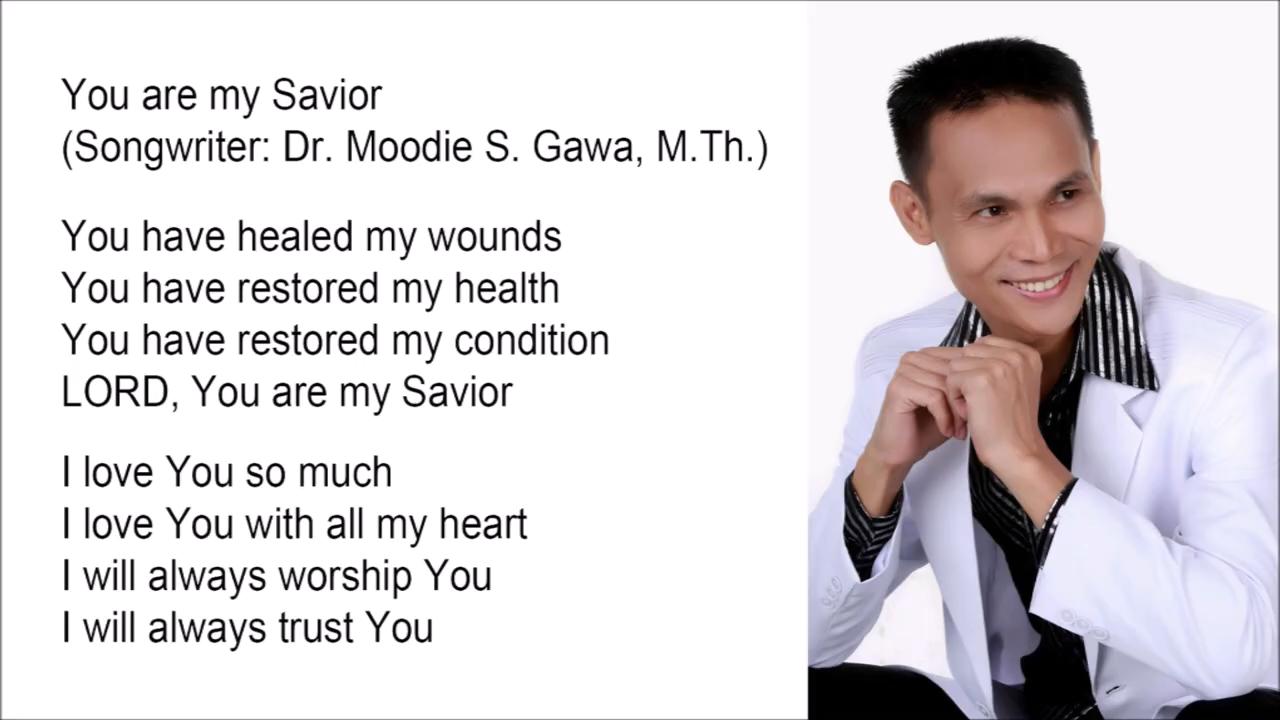 You are my Savior
(Songwriter: Dr. Moodie S. Gawa, M.Th.)
You have healed my wounds
You have restored my health
You have restored my condition
LORD, You are my Savior
I love You so much
I love You with all my heart
I will always worship You
I will always trust You